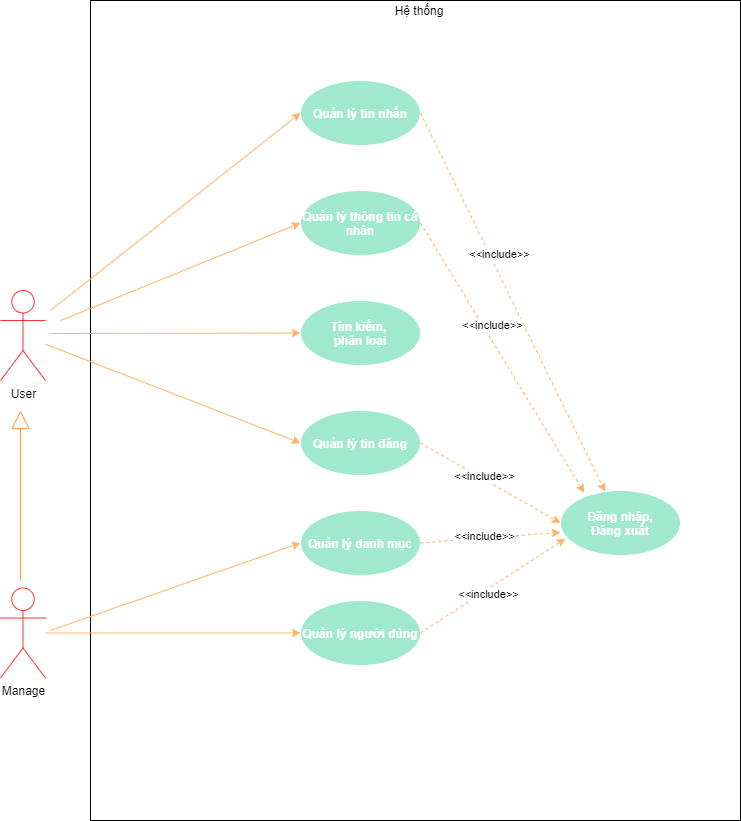 Hệ thống
Quản lý tin nhắn
Quản lý thông tin cá
nhân
<<include>>
<<include>>
Tìm kiếm,
phân loại
User
Quản lý tin đăng
<<include>>
Đăng nhập,
Đăng xuất
Quản lý danh mục
<<include>>
<<include>>
Quản lý người dùng
Manage